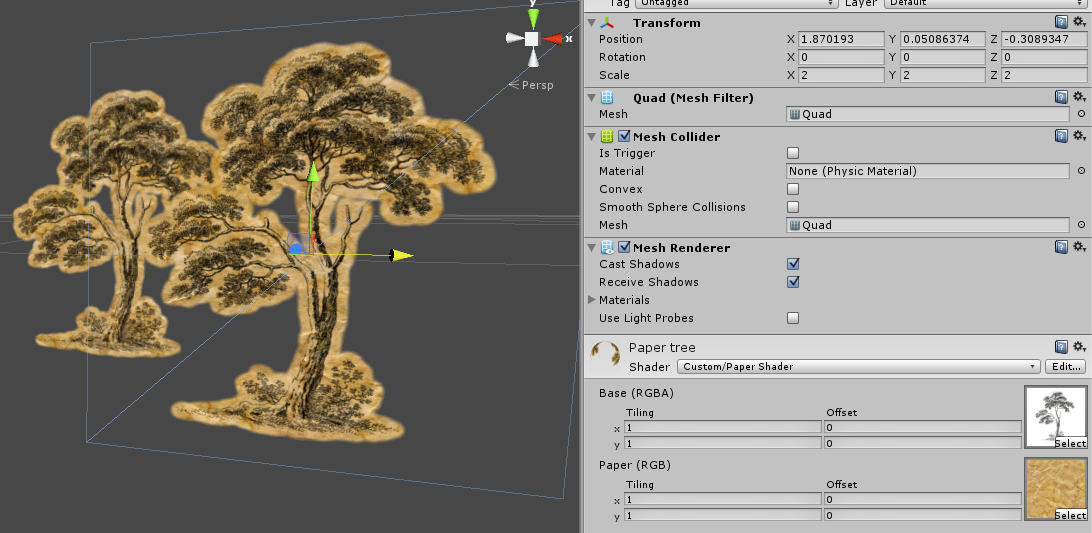 y
x
Persp
Tag Untagged Layer Default
Transform
Position X 1.870193 Y 0.05086374 Z -0.3089347
Rotation X 0 Y 0 Z 0
Scale X 2 Y 2 Z 2
Quad (Mesh Filter)
Mesh Quad
Mesh Collider
Is Trigger
Material None (Physic Material)
Convex
Smooth Sphere Collisions
Mesh Quad
Mesh Renderer
Cast Shadows
Receive Shadows
Materials
Use Light Probes
Paper tree
Shader Custom/Paper Shader Edit...
Base (RGBA)
Tiling Offset
x 1 0
y 1 0
Select
Paper (RGB)
Tiling Offset
x 1 0
y 1 0
Select